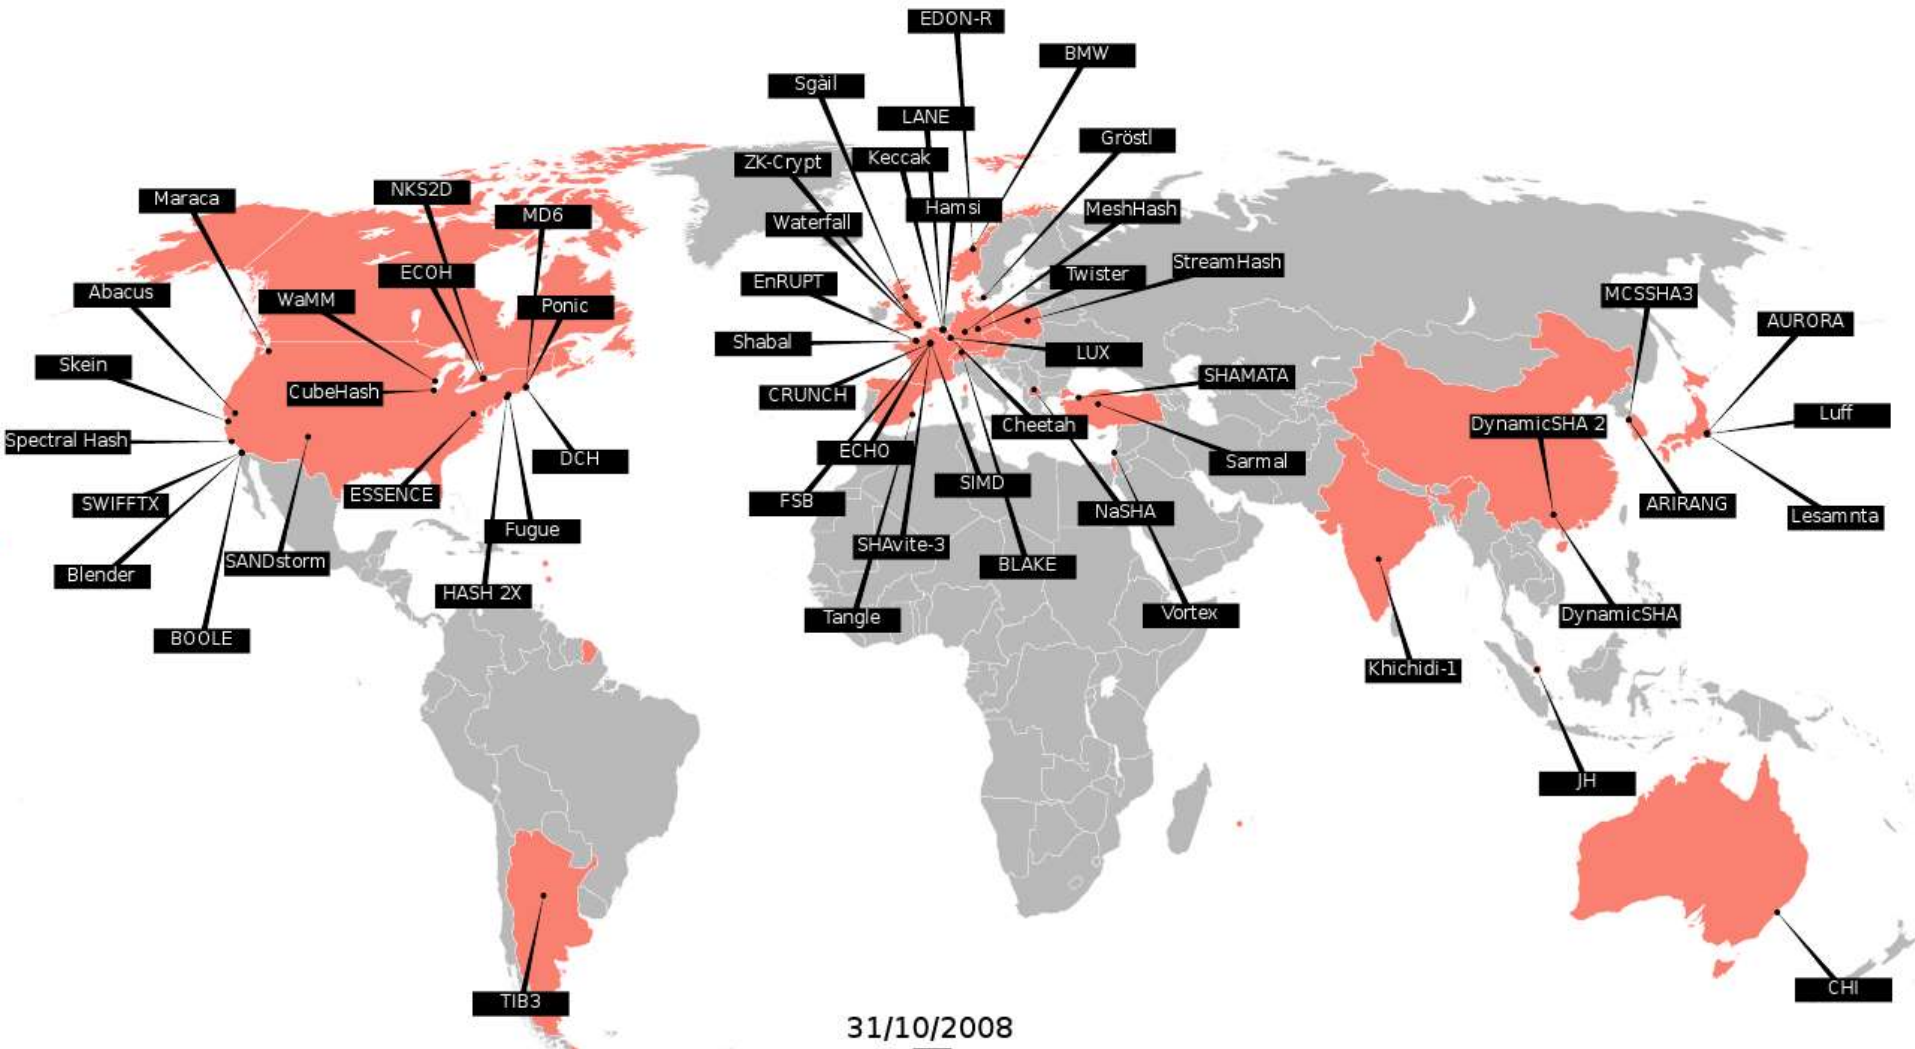 EDON-R
BMW
Sgàil
LANE
Gröstl
Keccak
ZK-Crypt
Maraca
NKS2D
MD6
Hamsi
MeshHash
Waterfall
StreamHash
Twister
ECOH
EnRUPT
Abacus
WaMM
Ponic
MCSSHA3
AURORA
Shabal
LUX
Skein
SHAMATA
CubeHash
CRUNCH
Luff
Cheetah
DynamicSHA 2
Spectral Hash
ECHO
DCH
Sarmal
SIMD
ESSENCE
SWIFFTX
FSB
ARIRANG
NaSHA
Lesamnta
Fugue
SHAvite-3
SANDstorm
BLAKE
Blender
HASH 2X
Tangle
Vortex
DynamicSHA
BOOLE
Khichidi-1
JH
CHI
TIB3
31/10/2008